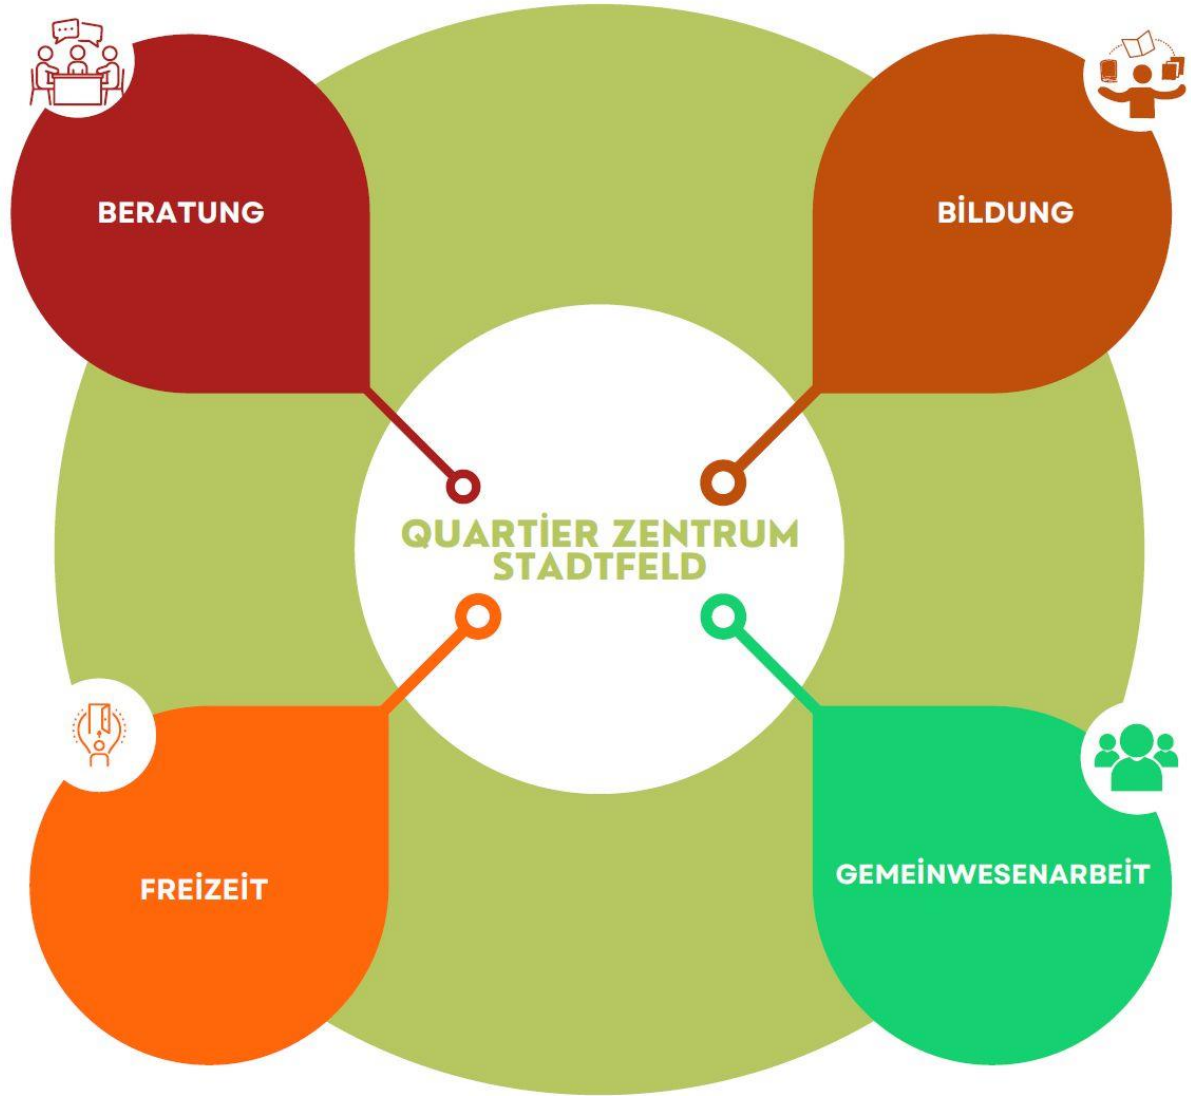 BERATUNG
BİLDUNG
QUARTİER ZENTRUM
STADTFELD
FREİZEİT
GEMEİNWESENARBEİT